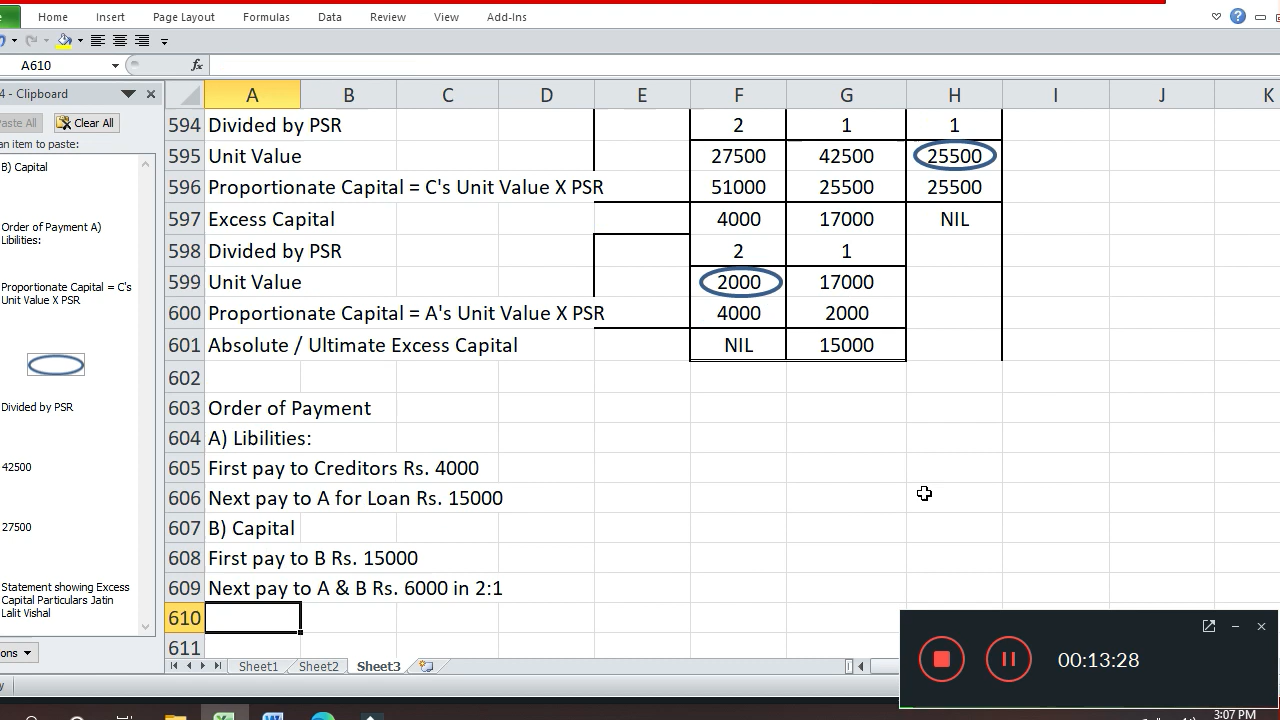 Home Insert Page Layout Formulas Data Review View Add-Ins
A610 fx
4 - Clipboard A B C D E F G H I J K
Paste All Clear All 594 Divided by PSR 2 1 1
an item to paste: 595 Unit Value 27500 42500 25500
B) Capital 596 Proportionate Capital = C's Unit Value X PSR 51000 25500 25500
597 Excess Capital 4000 17000 NIL
Order of Payment A)
Libilities:
598 Divided by PSR 2 1
599 Unit Value 2000 17000
Proportionate Capital = C's
Unit Value X PSR
600 Proportionate Capital = A's Unit Value X PSR 4000 2000
601 Absolute / Ultimate Excess Capital NIL 15000
602
Divided by PSR 603 Order of Payment
604 A) Libilities:
42500 605 First pay to Creditors Rs. 4000
606 Next pay to A for Loan Rs. 15000
27500 607 B) Capital
608 First pay to B Rs. 15000
Statement showing Excess
Capital Particulars Jatin
Lalit Vishal
609 Next pay to A & B Rs. 6000 in 2:1
610
611
Sheet1 Sheet2 Sheet3
00:13:28
3:07 PM